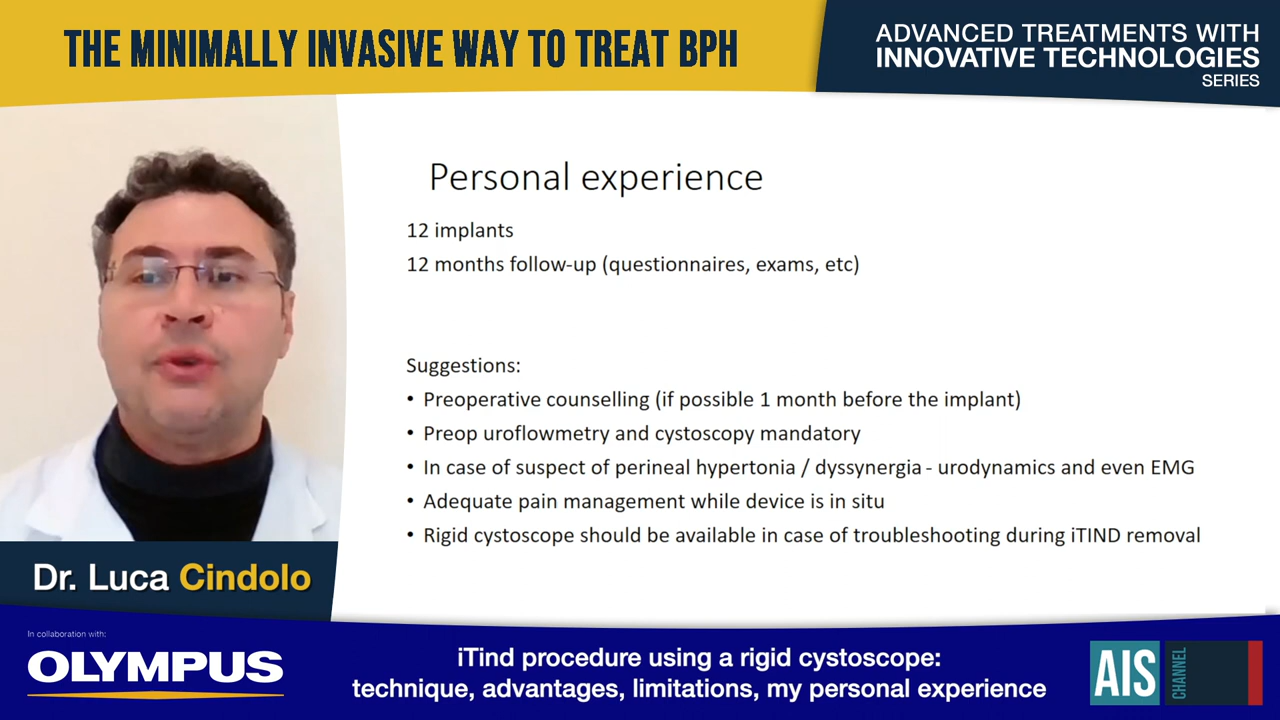 THE MINIMALLY INVASIVE WAY TO TREAT BPH
ADVANCED TREATMENTS WITH
INNOVATIVE TECHNOLOGIES
SERIES
Personal experience
12 implants
12 months follow-up (questionnaires, exams, etc)
Suggestions:
• Preoperative counselling (if possible 1 month before the implant)
• Preop uroflowmetry and cystoscopy mandatory
• In case of suspect of perineal hypertonia / dyssynergia - urodynamics and even EMG
• Adequate pain management while device is in situ
• Rigid cystoscope should be available in case of troubleshooting during iTIND removal
Dr. Luca Cindolo
In collaboration with:
OLYMPUS
iTind procedure using a rigid cystoscope:
technique, advantages, limitations, my personal experience
AIS
CHANNEL